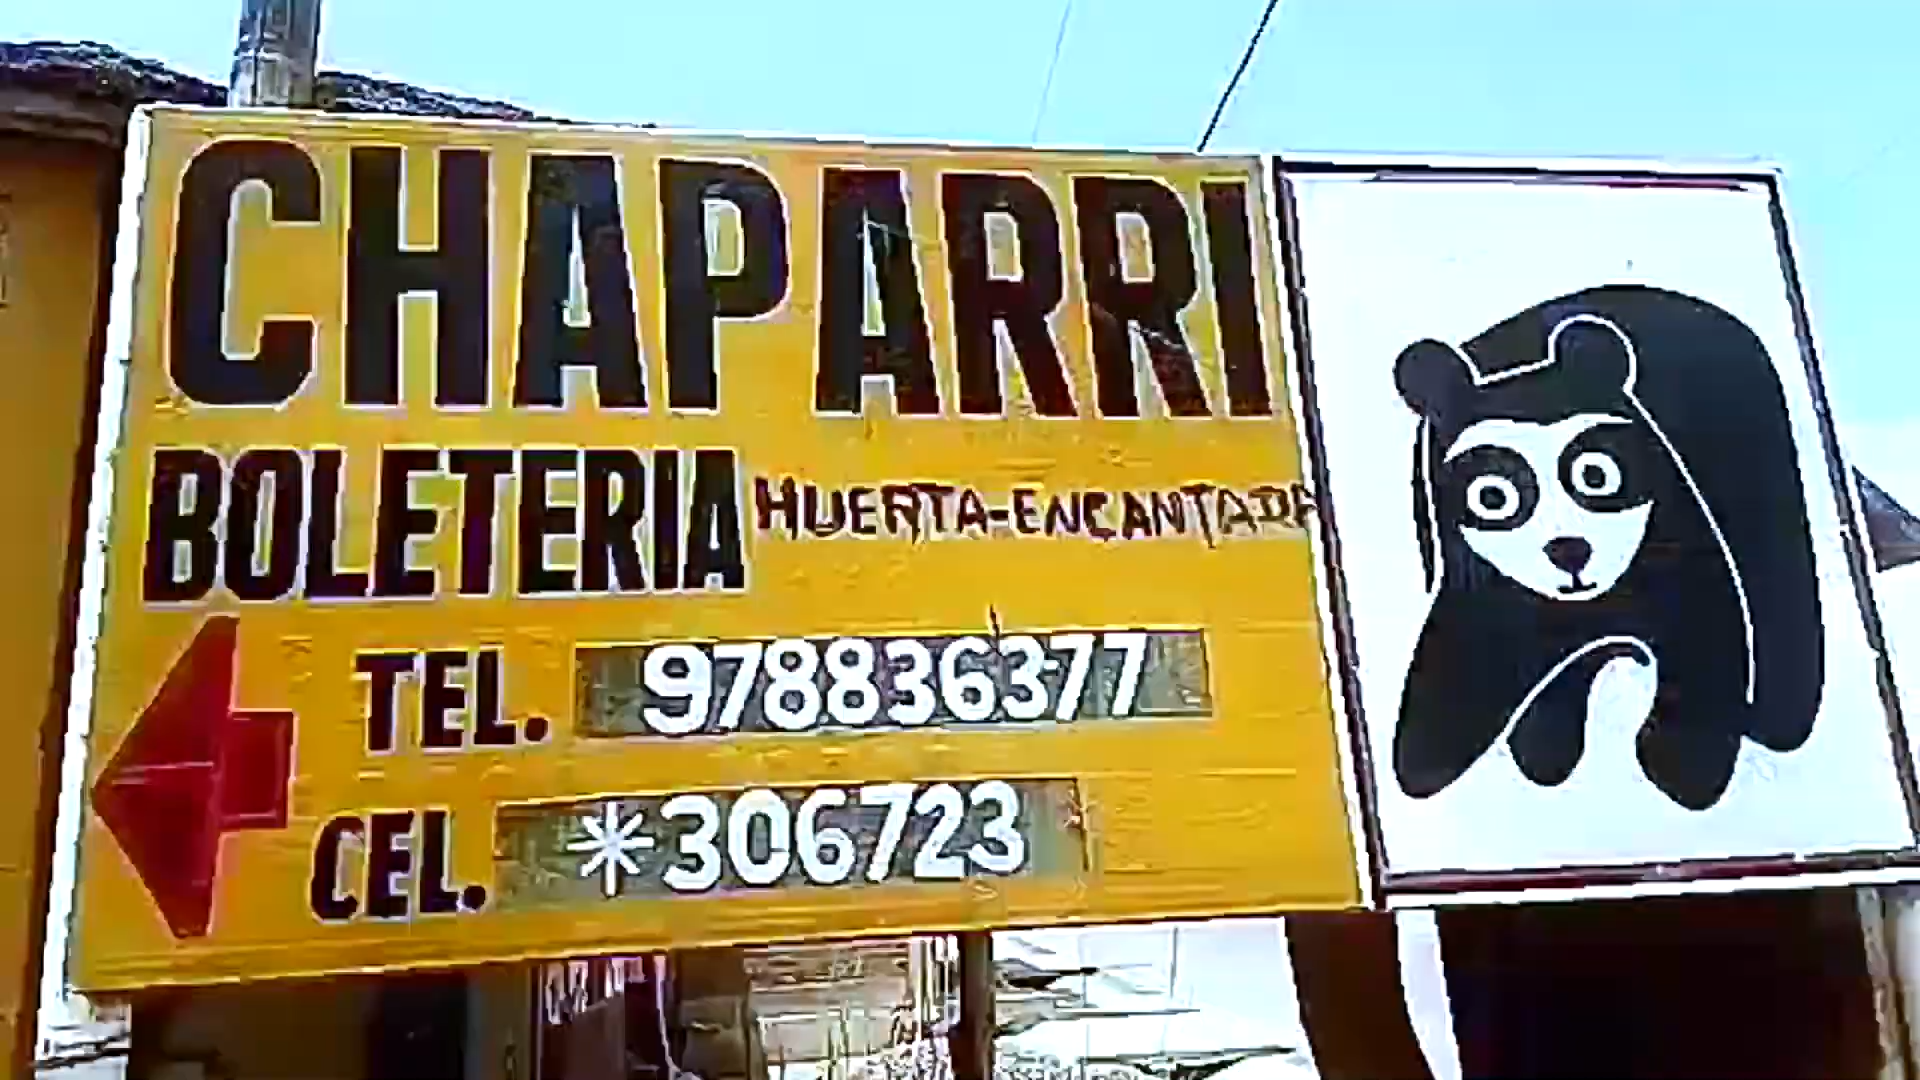 CHAPARRI
BOLETERIA HUERTA-ENCANTADA
TEL. 978836377
CEL. *306723